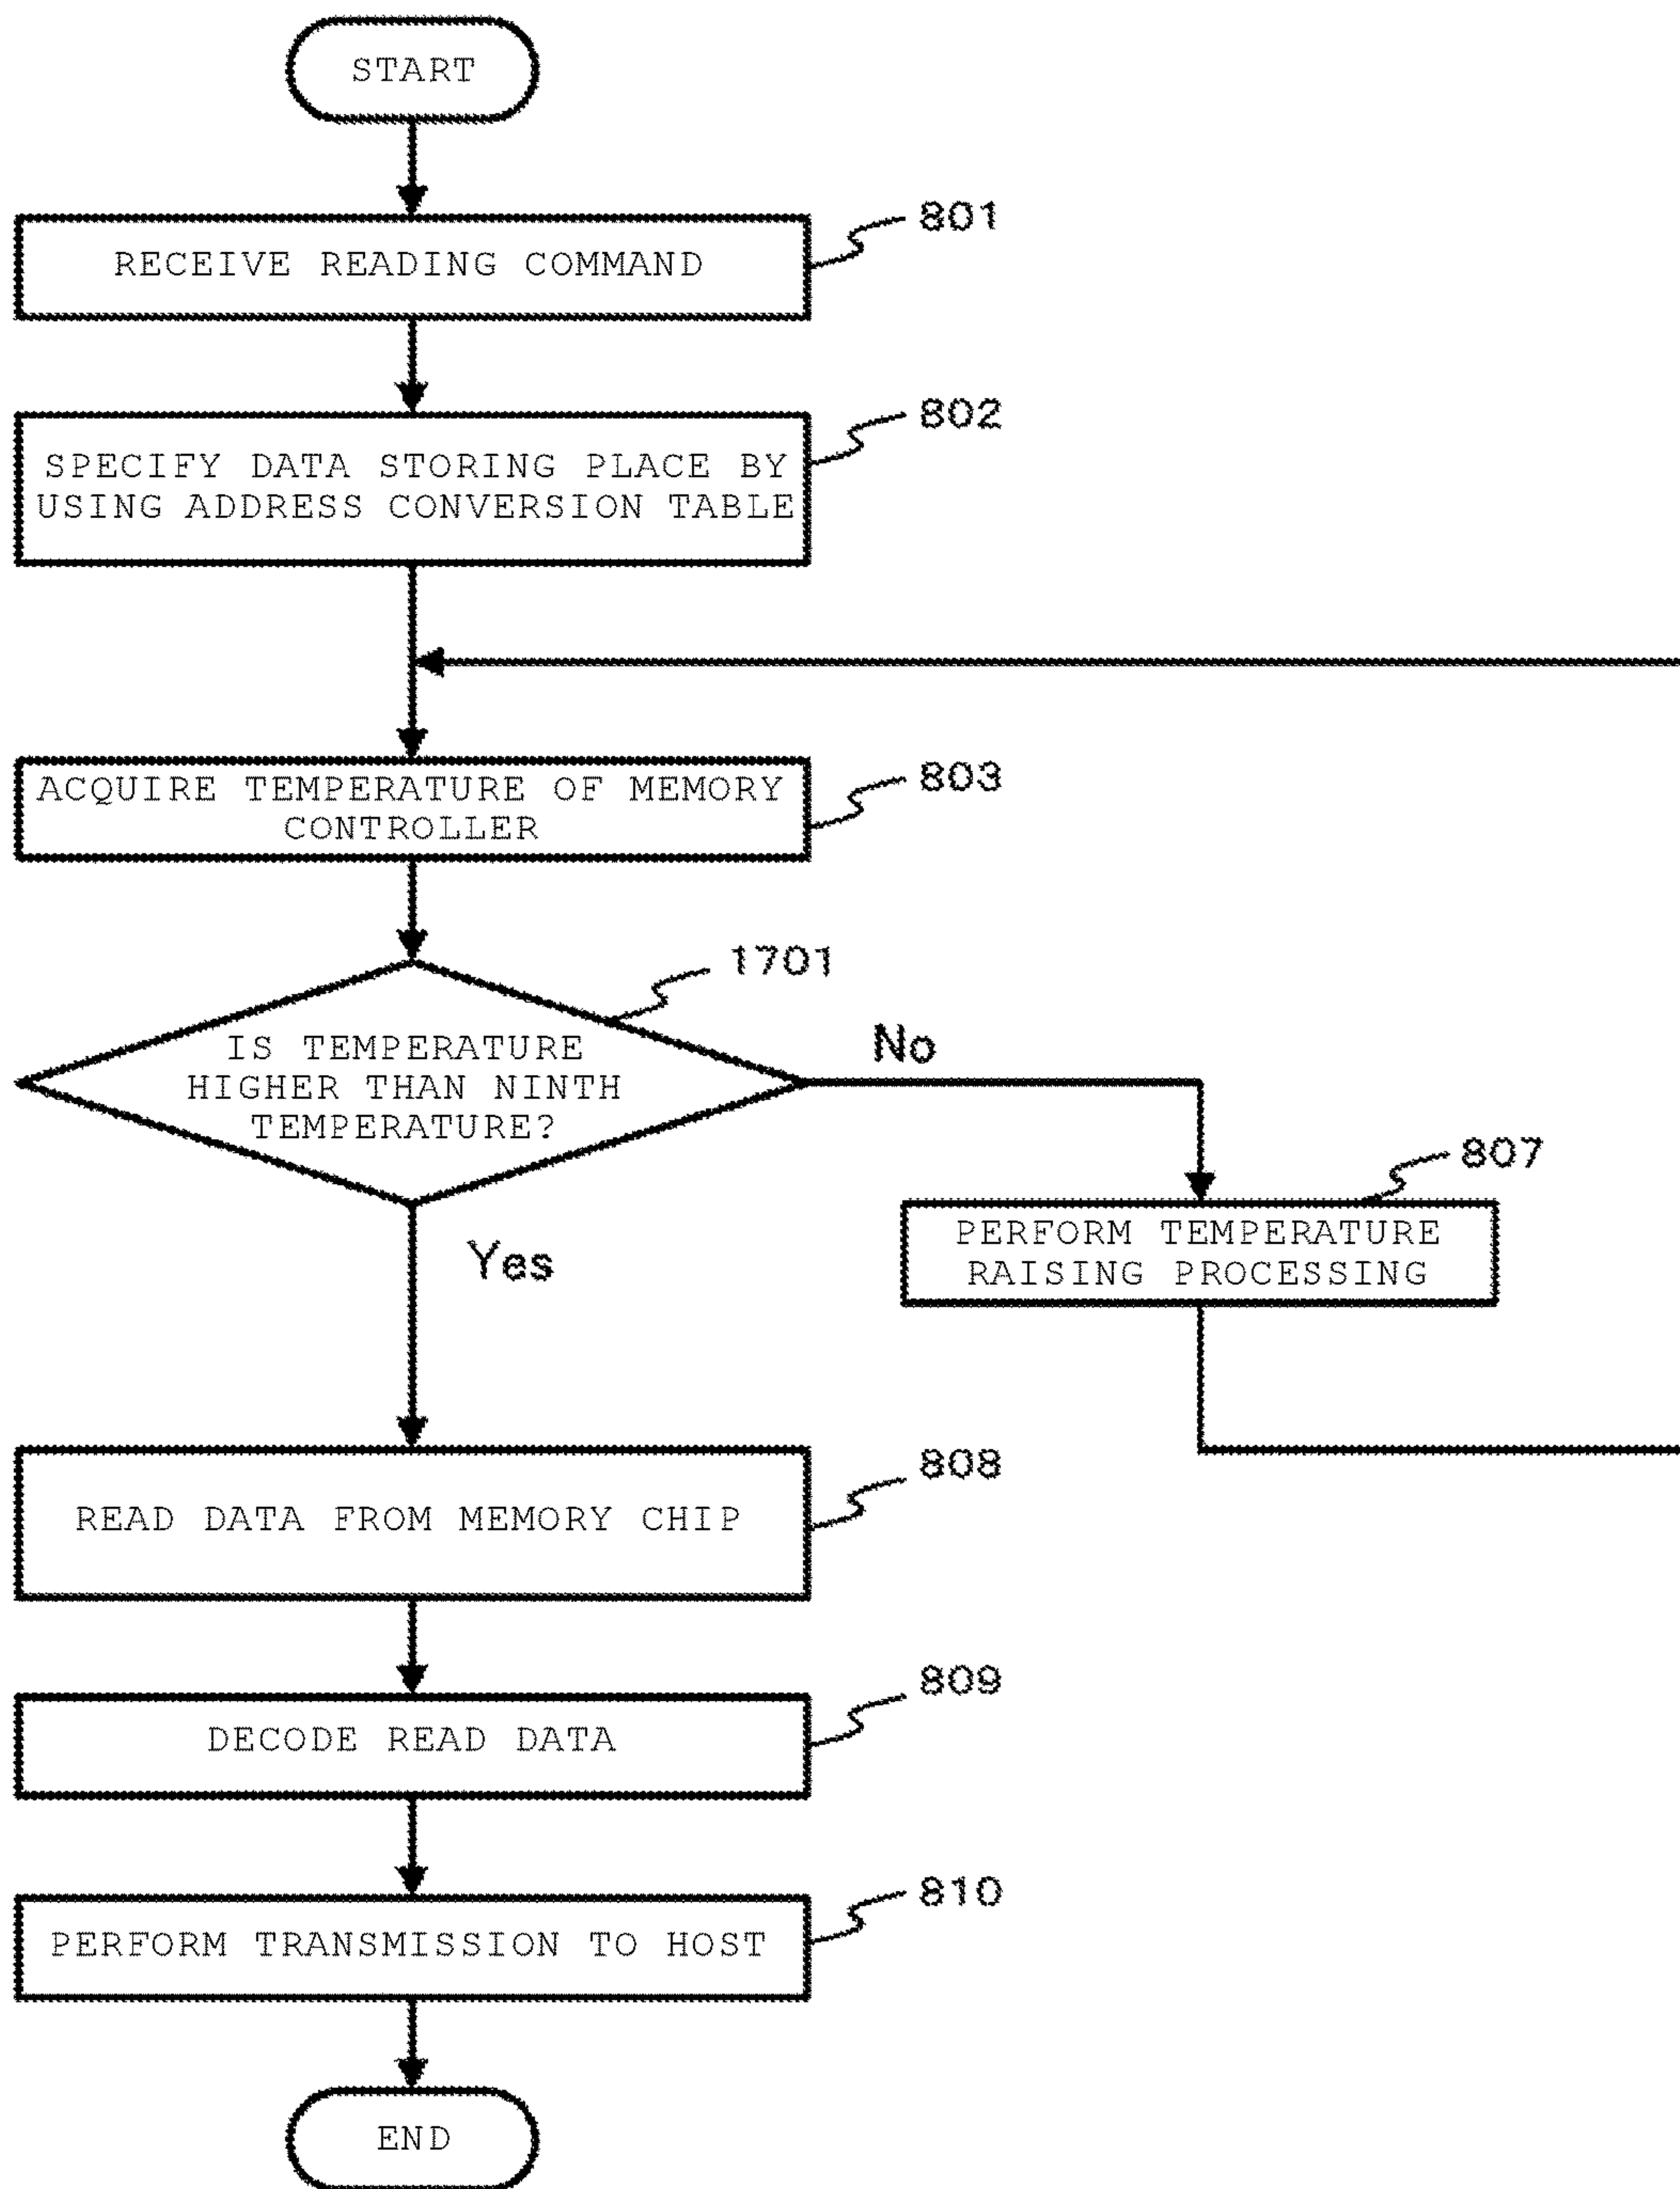 START
801
RECEIVE READING COMMAND
802
SPECIFY DATA STORING PLACE BY
USING ADDRESS CONVERSION TABLE
803
ACQUIRE TEMPERATURE OF MEMORY
CONTROLLER
1701
IS TEMPERATURE
HIGHER THAN NINTH
TEMPERATURE?
No
Yes
807
PERFORM TEMPERATURE
RAISING PROCESSING
808
READ DATA FROM MEMORY CHIP
809
DECODE READ DATA
810
PERFORM TRANSMISSION TO HOST
END